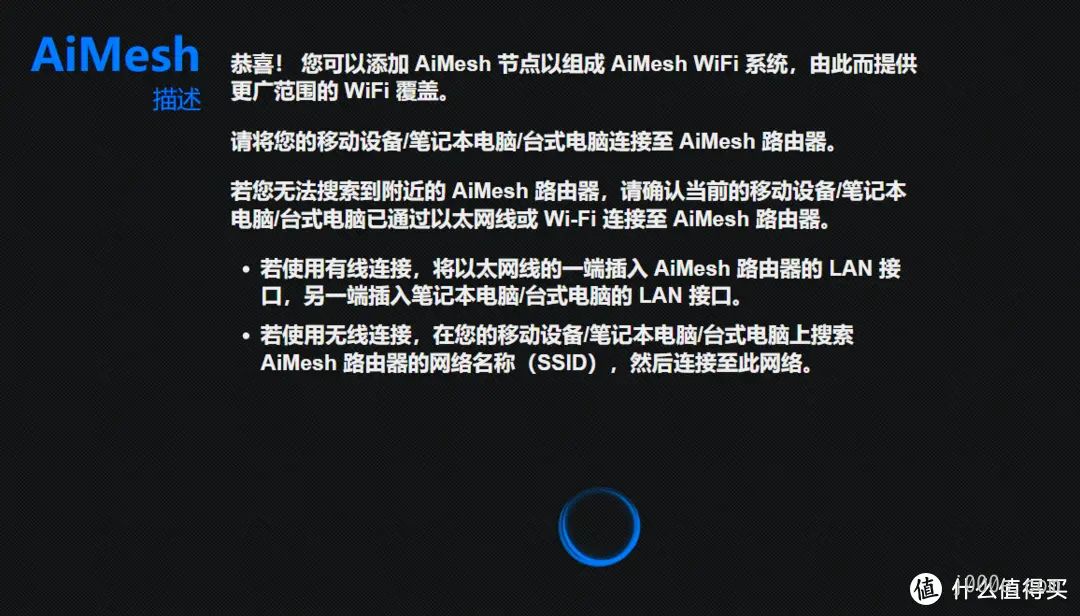 AiMesh
描述
恭喜! 您可以添加 AiMesh 节点以组成 AiMesh WiFi 系统，由此而提供
更广范围的 WiFi 覆盖。
请将您的移动设备/笔记本电脑/台式电脑连接至 AiMesh 路由器。
若您无法搜索到附近的 AiMesh 路由器，请确认当前的移动设备/笔记本
电脑/台式电脑已通过以太网线或 Wi-Fi 连接至 AiMesh 路由器。
• 若使用有线连接，将以太网线的一端插入 AiMesh 路由器的 LAN 接
口，另一端插入笔记本电脑/台式电脑的 LAN 接口。
• 若使用无线连接，在您的移动设备/笔记本电脑/台式电脑上搜索
AiMesh 路由器的网络名称（SSID），然后连接至此网络。
值 什么值得买